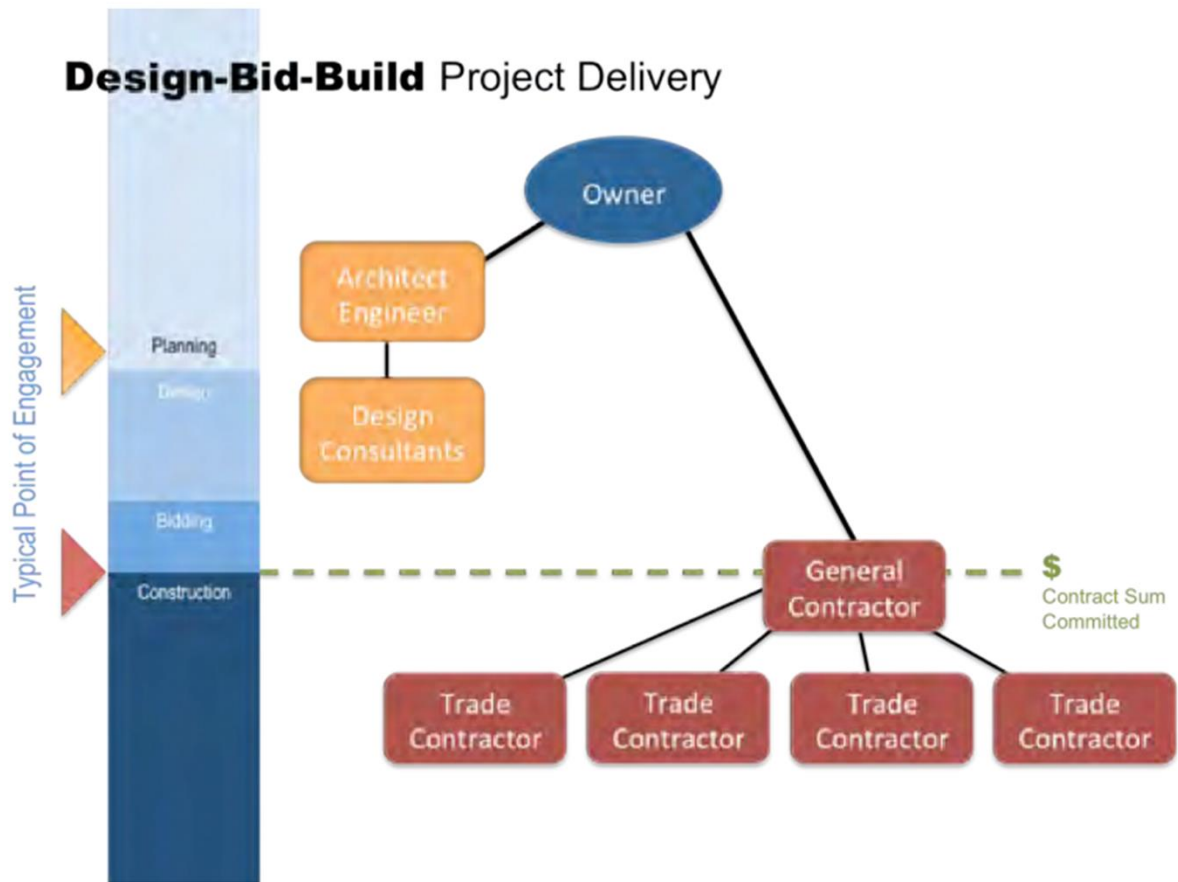 Design-Bid-Build Project Delivery
Owner
Architect
Engineer
Design
Consultants
Typical Point of Engagement
Planning
Design
Bidding
Construction
General
Contractor
$
Contract Sum
Committed
Trade
Contractor
Trade
Contractor
Trade
Contractor
Trade
Contractor